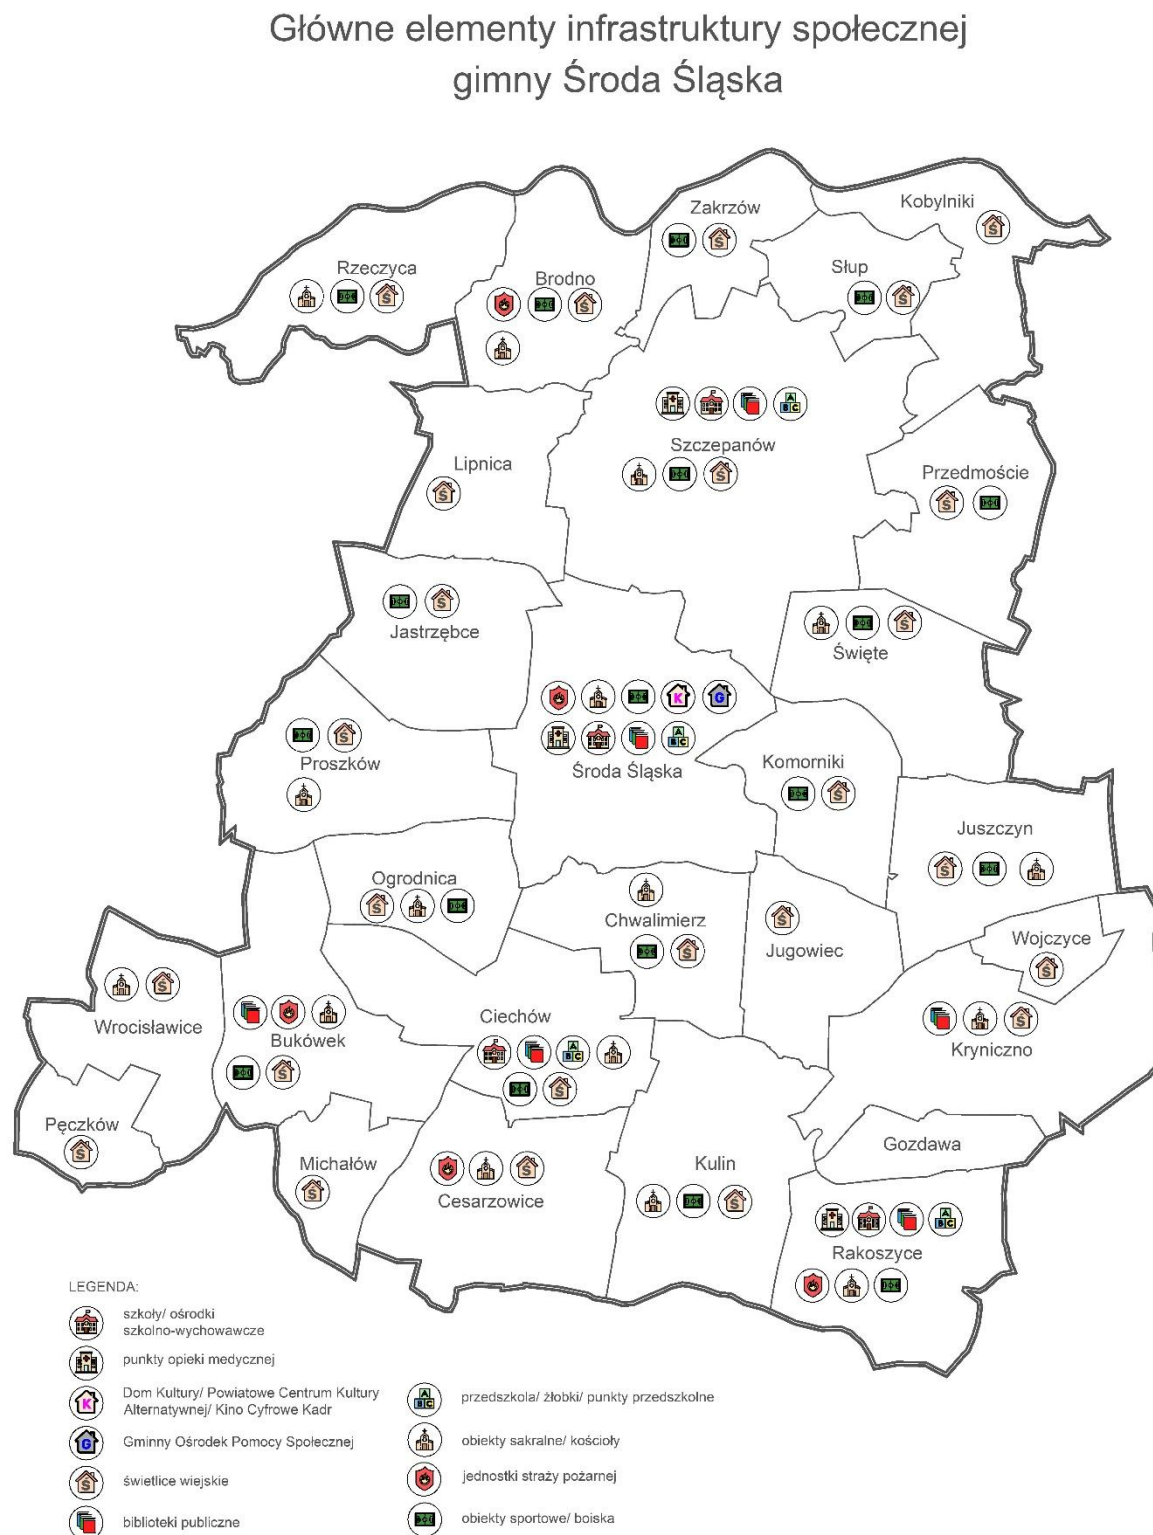 Główne elementy infrastruktury społecznej
gimny Środa Śląska
Kobylniki
Zakrzów
Rzeczyca
Brodno
Słup
Szczepanów
Lipnica
Przedmoście
Jastrzębce
Święte
Środa Śląska
Proszków
Komorniki
Juszczyn
Ogrodnica
Chwalimierz
Jugowiec
Wojczyce
Wrocisławice
Bukówek
Ciechów
Kryniczno
Pęczków
Michałów
Cesarzowice
Kulin
Gozdawa
Rakoszyce
LEGENDA:
szkoły/ ośrodki
szkolno-wychowawcze
punkty opieki medycznej
Dom Kultury/ Powiatowe Centrum Kultury
Alternatywnej/ Kino Cyfrowe Kadr
Gminny Ośrodek Pomocy Społecznej
świetlice wiejskie
biblioteki publiczne
przedszkola/ żłobki/ punkty przedszkolne
obiekty sakralne/ kościoły
jednostki straży pożarnej
obiekty sportowe/ boiska